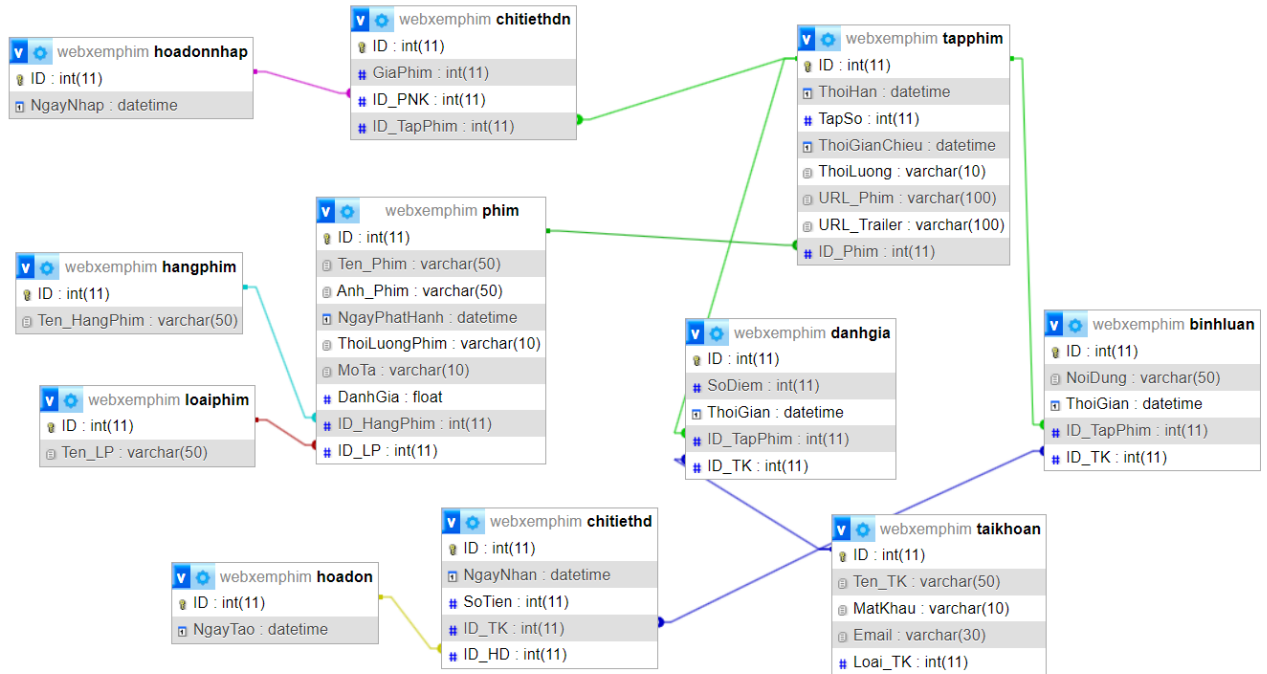 webxemphim hoadonnhap
ID : int(11)
NgayNhap : datetime
webxemphim chitiethdn
ID : int(11)
GiaPhim : int(11)
ID_PNK : int(11)
ID_TapPhim : int(11)
webxemphim tapphim
ID : int(11)
ThoiHan : datetime
TapSo : int(11)
ThoiGianChieu : datetime
ThoiLuong : varchar(10)
URL_Phim : varchar(100)
URL_Trailer : varchar(100)
ID_Phim : int(11)
webxemphim phim
ID : int(11)
Ten_Phim : varchar(50)
Anh_Phim : varchar(50)
NgayPhatHanh : datetime
ThoiLuongPhim : varchar(10)
MoTa : varchar(10)
DanhGia : float
ID_HangPhim : int(11)
ID_LP : int(11)
webxemphim hangphim
ID : int(11)
Ten_HangPhim : varchar(50)
webxemphim loaiphim
ID : int(11)
Ten_LP : varchar(50)
webxemphim danhgia
ID : int(11)
SoDiem : int(11)
ThoiGian : datetime
ID_TapPhim : int(11)
ID_TK : int(11)
webxemphim binhluan
ID : int(11)
NoiDung : varchar(50)
ThoiGian : datetime
ID_TapPhim : int(11)
ID_TK : int(11)
webxemphim chitiethd
ID : int(11)
NgayNhan : datetime
SoTien : int(11)
ID_TK : int(11)
ID_HD : int(11)
webxemphim hoadon
ID : int(11)
NgayTao : datetime
webxemphim taikhoan
ID : int(11)
Ten_TK : varchar(50)
MatKhau : varchar(10)
Email : varchar(30)
Loai_TK : int(11)